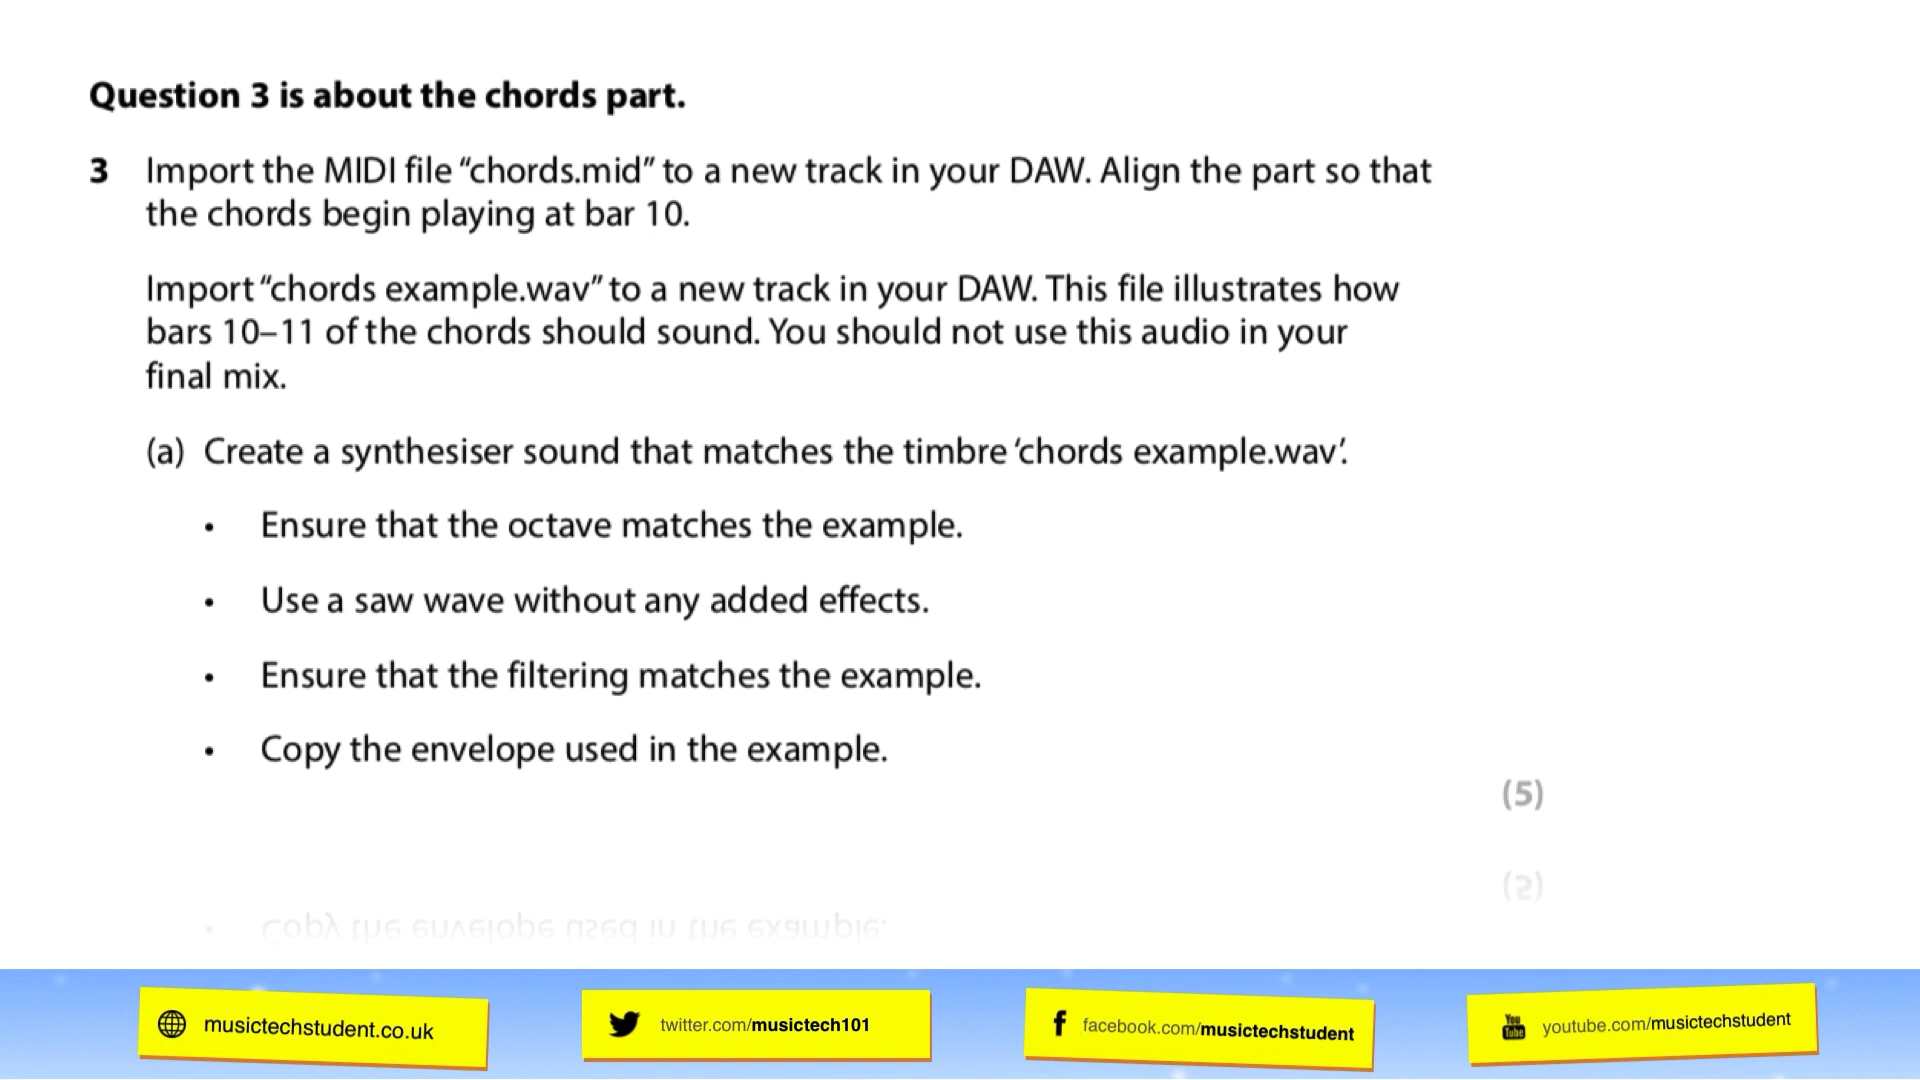 Question 3 is about the chords part.
3 Import the MIDI file “chords.mid” to a new track in your DAW. Align the part so that
the chords begin playing at bar 10.
Import “chords example.wav” to a new track in your DAW. This file illustrates how
bars 10–11 of the chords should sound. You should not use this audio in your
final mix.
(a) Create a synthesiser sound that matches the timbre ‘chords example.wav’.
• Ensure that the octave matches the example.
• Use a saw wave without any added effects.
• Ensure that the filtering matches the example.
• Copy the envelope used in the example.
(5)
musictechstudent.co.uk
twitter.com/musictech101
facebook.com/musictechstudent
You Tube youtube.com/musictechstudent